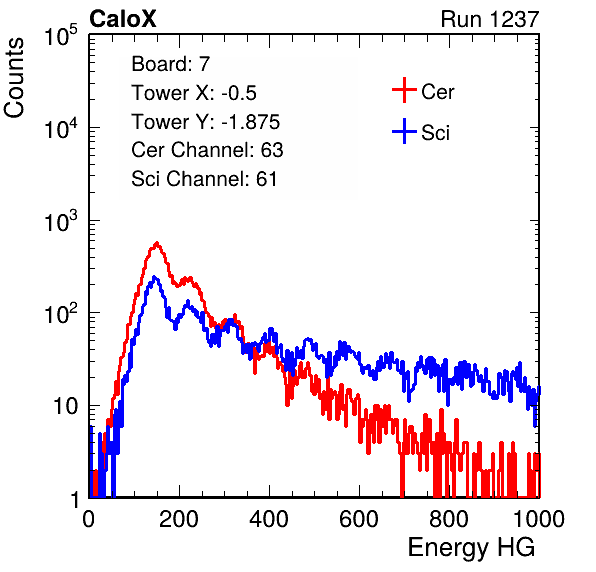 CaloX Run 1237
Counts
10^5
10^4
10^3
10^2
10
1
Board: 7
Tower X: -0.5
Tower Y: -1.875
Cer Channel: 63
Sci Channel: 61
Cer
Sci
0 200 400 600 800 1000
Energy HG